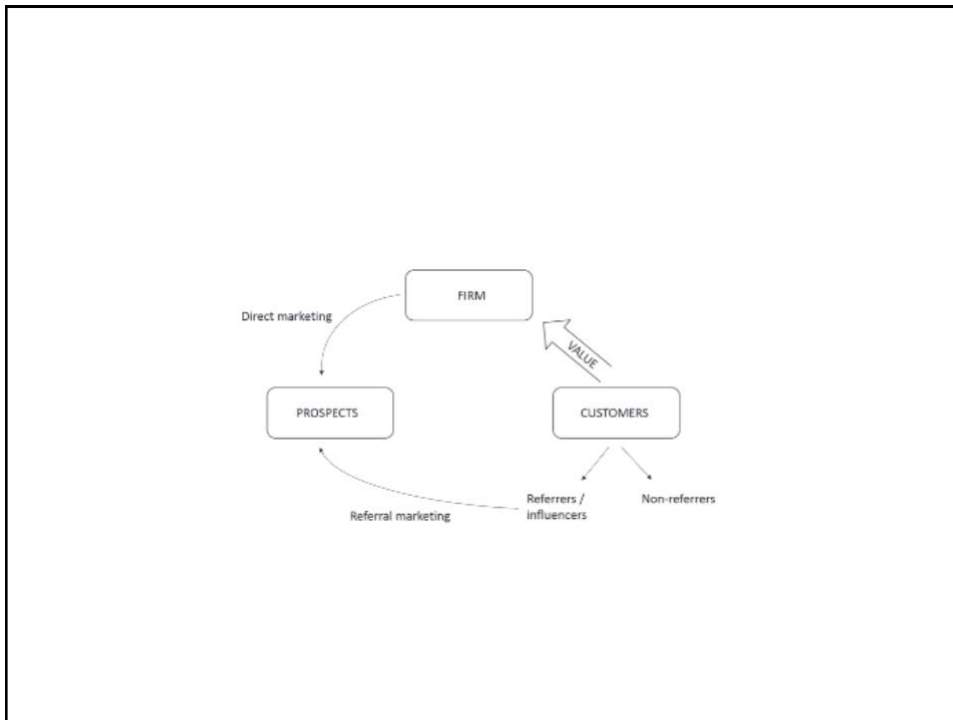 FIRM
Direct marketing
VALUE
PROSPECTS
CUSTOMERS
Referrers /
influencers
Non-referrers
Referral marketing